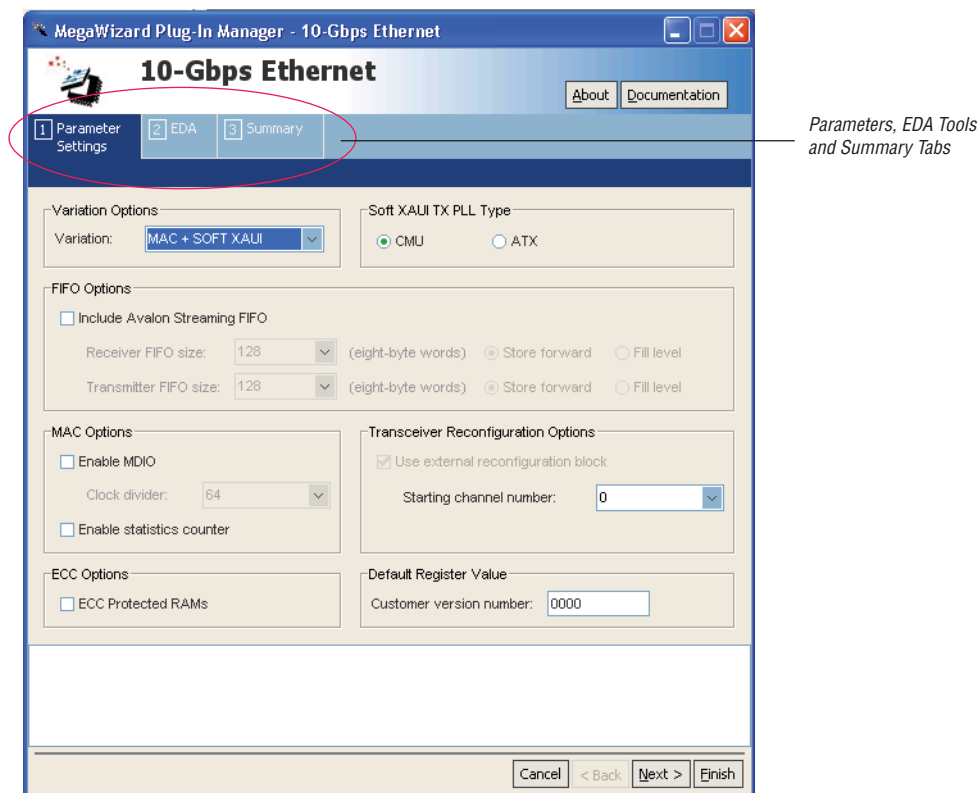 MegaWizard Plug-In Manager - 10-Gbps Ethernet
10-Gbps Ethernet
About
Documentation
1 Parameter Settings
2 EDA
3 Summary
Parameters, EDA Tools
and Summary Tabs
Variation Options
Variation: MAC + SOFT XAUI
Soft XAUI TX PLL Type
CMU ATX
FIFO Options
Include Avalon Streaming FIFO
Receiver FIFO size: 128 (eight-byte words) Store forward Fill level
Transmitter FIFO size: 128 (eight-byte words) Store forward Fill level
MAC Options
Enable MDIO
Clock divider: 64
Enable statistics counter
Transceiver Reconfiguration Options
Use external reconfiguration block
Starting channel number: 0
ECC Options
ECC Protected RAMs
Default Register Value
Customer version number: 0000
Cancel < Back Next > Finish